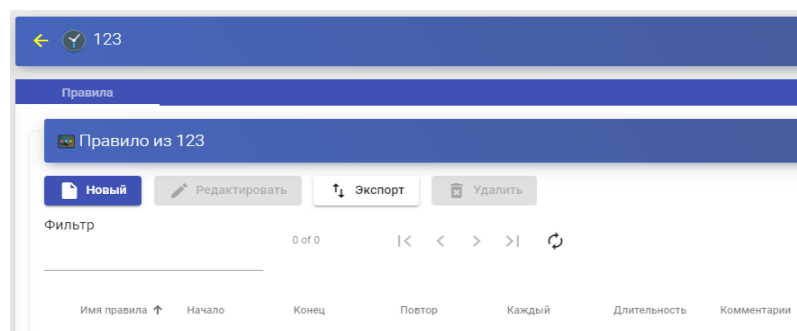 123
Правила
Правило из 123
Новый Редактировать Экспорт Удалить
Фильтр
0 of 0
Имя правила Начало Конец Повтор Каждый Длительность Комментарии